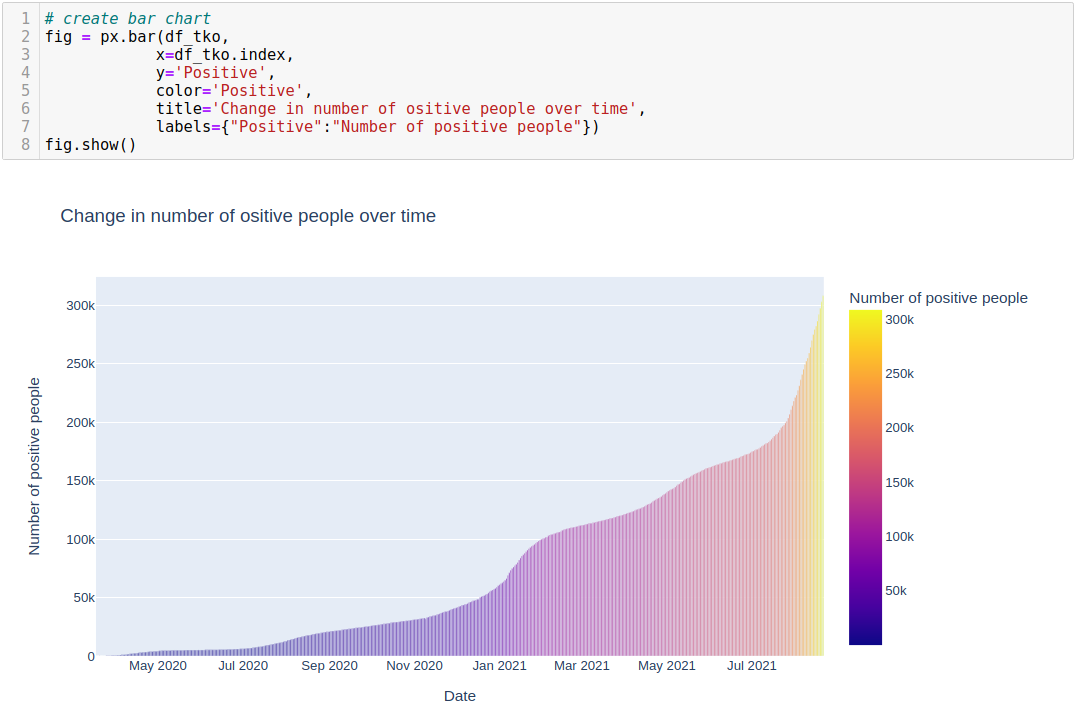 1 # create bar chart
2 fig = px.bar(df_tko,
3 x=df_tko.index,
4 y='Positive',
5 color='Positive',
6 title='Change in number of ositive people over time',
7 labels={"Positive":"Number of positive people"})
8 fig.show()
Change in number of ositive people over time
Number of positive people
300k
250k
200k
150k
100k
50k
0
May 2020 Jul 2020 Sep 2020 Nov 2020 Jan 2021 Mar 2021 May 2021 Jul 2021
Date
Number of positive people
300k
250k
200k
150k
100k
50k